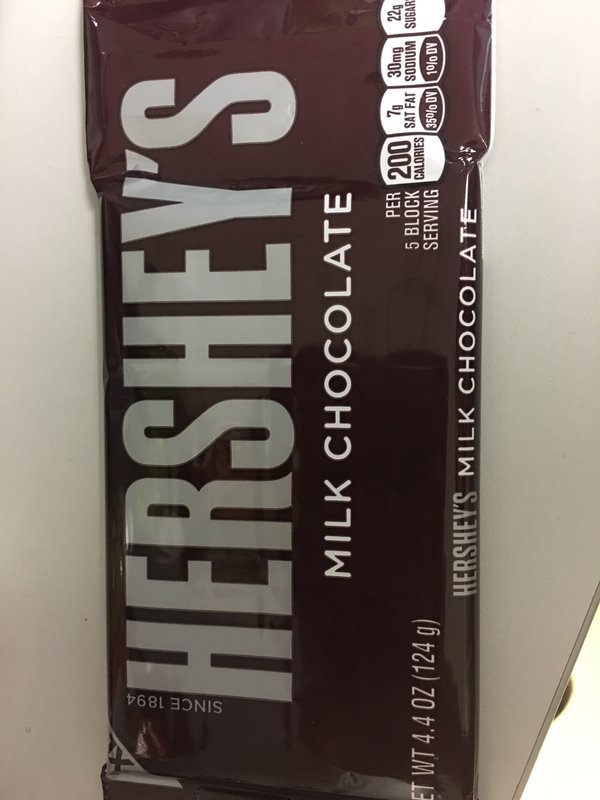 SINCE 1894
HERSHEY'S
MILK CHOCOLATE
ET WT 4.4 OZ (124 g)
PER
5 BLOCK
SERVING
200
CALORIES
7g
SAT FAT
35% DV
30mg
SODIUM
1% DV
22g
SUGAR
HERSHEY'S MILK CHOCOLATE